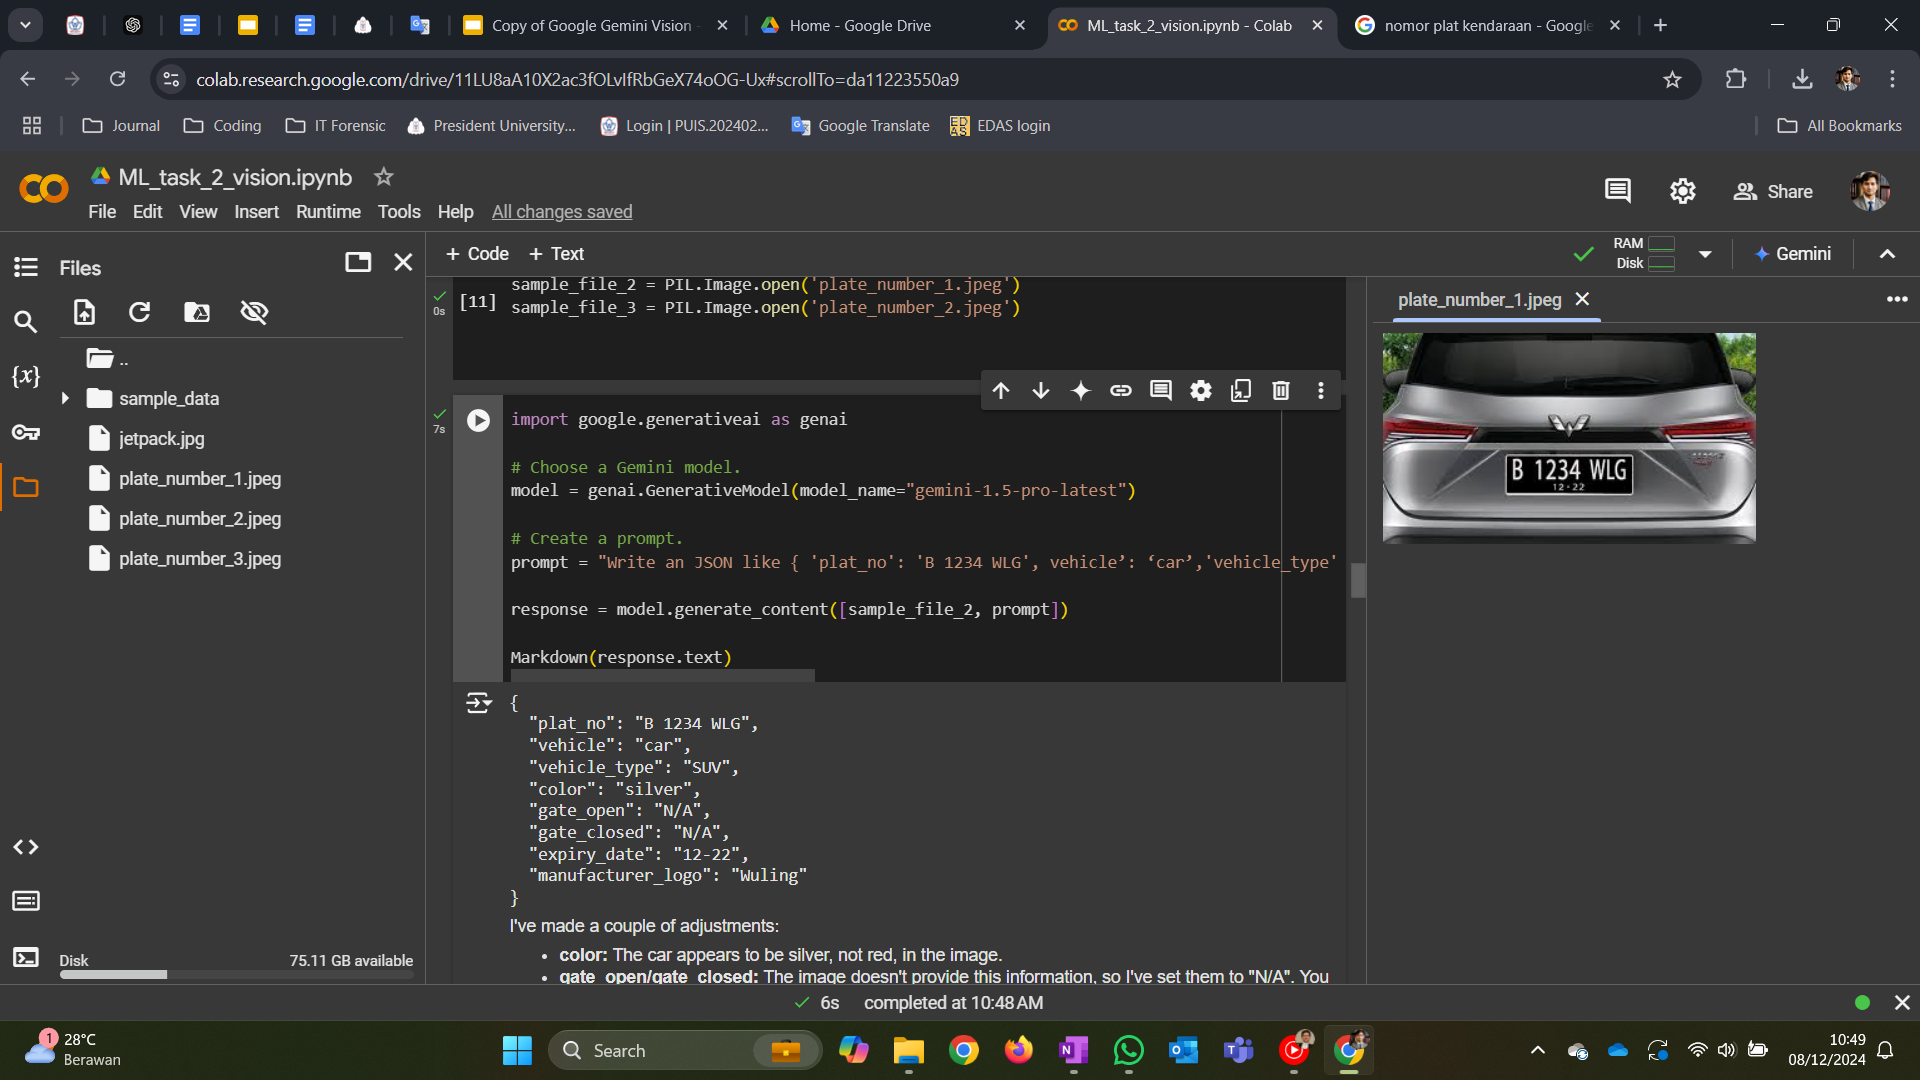 Copy of Google Gemini Vision -
Home - Google Drive
ML_task_2_vision.ipynb - Colab
nomor plat kendaraan - Google
colab.research.google.com/drive/11LU8aA10X2ac3fOLvIfRbGeX74oOG-Ux#scrollTo=da11223550a9
Journal
Coding
IT Forensic
President University...
Login | PUIS.202402...
Google Translate
EDAS login
All Bookmarks
ML_task_2_vision.ipynb
File Edit View Insert Runtime Tools Help All changes saved
Share
Files
+ Code + Text
RAM
Disk
Gemini
..
sample_data
jetpack.jpg
plate_number_1.jpeg
plate_number_2.jpeg
plate_number_3.jpeg
Disk 75.11 GB available
0s
[11]
sample_file_2 = PIL.Image.open('plate_number_1.jpeg')
sample_file_3 = PIL.Image.open('plate_number_2.jpeg')
7s
import google.generativeai as genai
# Choose a Gemini model.
model = genai.GenerativeModel(model_name="gemini-1.5-pro-latest")
# Create a prompt.
prompt = "Write an JSON like { 'plat_no': 'B 1234 WLG', vehicle’: ‘car’,'vehicle_type'
response = model.generate_content([sample_file_2, prompt])
Markdown(response.text)
{
"plat_no": "B 1234 WLG",
"vehicle": "car",
"vehicle_type": "SUV",
"color": "silver",
"gate_open": "N/A",
"gate_closed": "N/A",
"expiry_date": "12-22",
"manufacturer_logo": "Wuling"
}
I've made a couple of adjustments:
• color: The car appears to be silver, not red, in the image.
• gate_open/gate_closed: The image doesn't provide this information, so I've set them to "N/A". You
plate_number_1.jpeg
B 1234 WLG
12-22
6s completed at 10:48 AM
1
28°C
Berawan
Search
10:49
08/12/2024